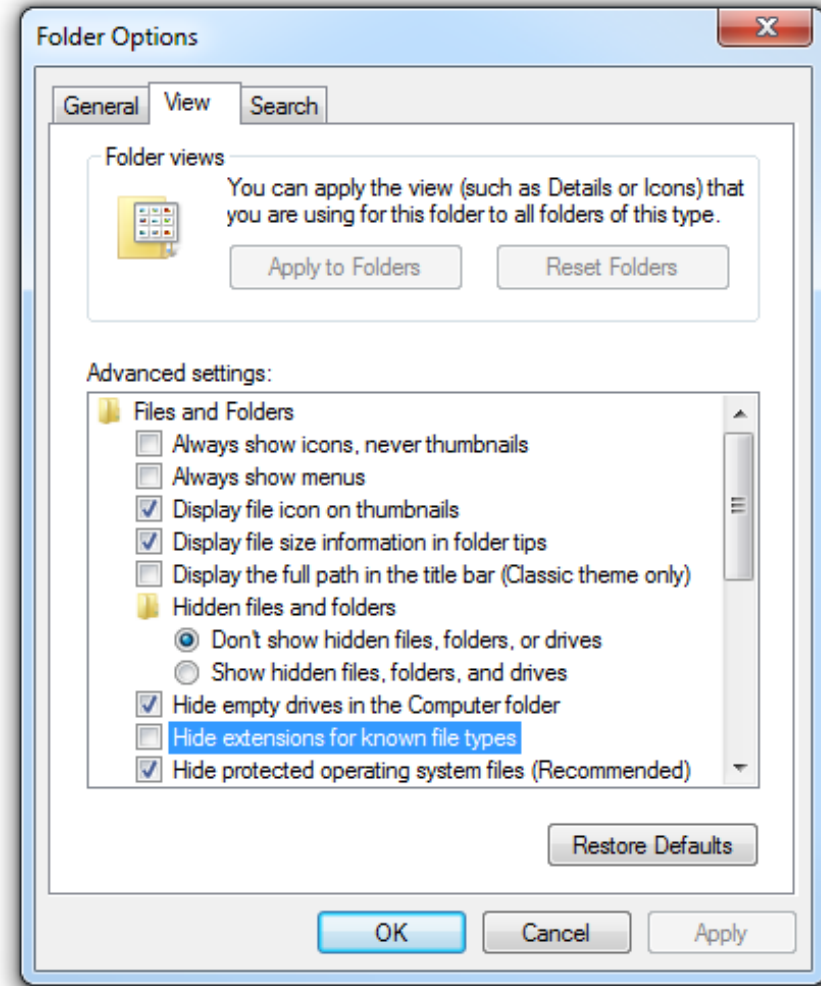 Folder Options
General
View
Search
Folder views
You can apply the view (such as Details or Icons) that
you are using for this folder to all folders of this type.
Apply to Folders
Reset Folders
Advanced settings:
Files and Folders
Always show icons, never thumbnails
Always show menus
Display file icon on thumbnails
Display file size information in folder tips
Display the full path in the title bar (Classic theme only)
Hidden files and folders
Don't show hidden files, folders, or drives
Show hidden files, folders, and drives
Hide empty drives in the Computer folder
Hide extensions for known file types
Hide protected operating system files (Recommended)
Restore Defaults
OK
Cancel
Apply